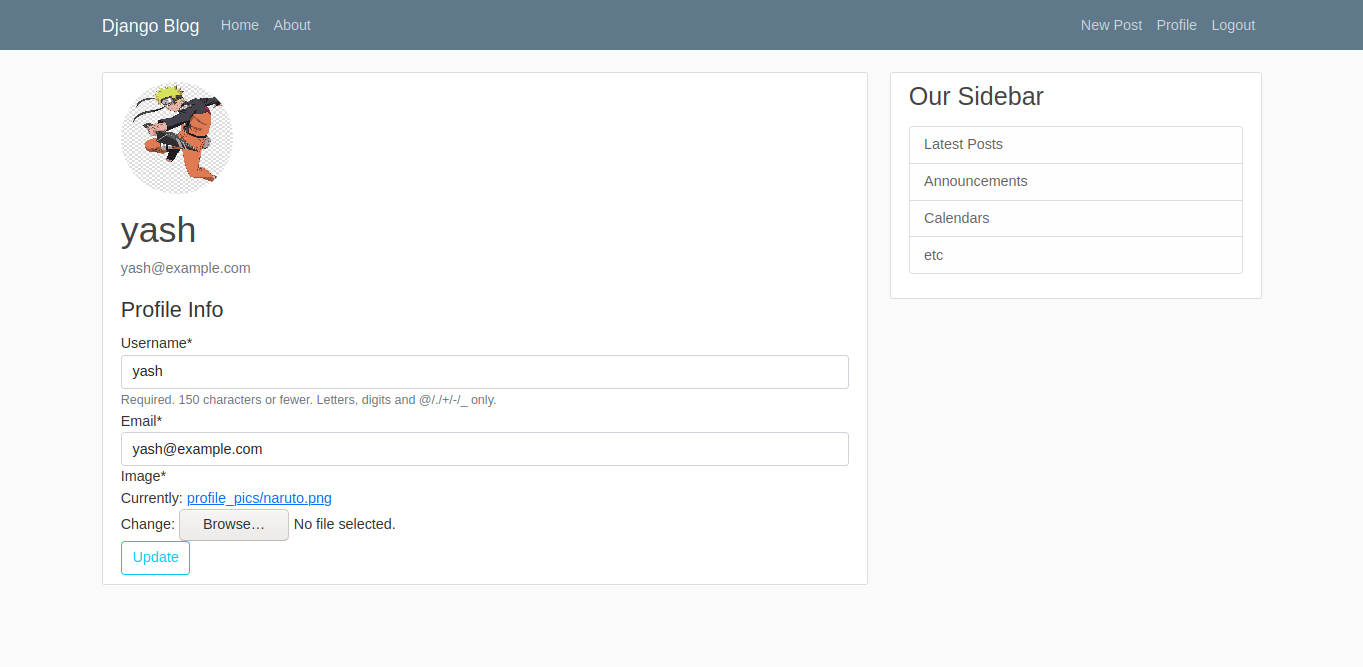 Django Blog Home About New Post Profile Logout
yash
yash@example.com
Profile Info
Username*
yash
Required. 150 characters or fewer. Letters, digits and @/./+/-/_ only.
Email*
yash@example.com
Image*
Currently: profile_pics/naruto.png
Change: Browse… No file selected.
Update
Our Sidebar
Latest Posts
Announcements
Calendars
etc